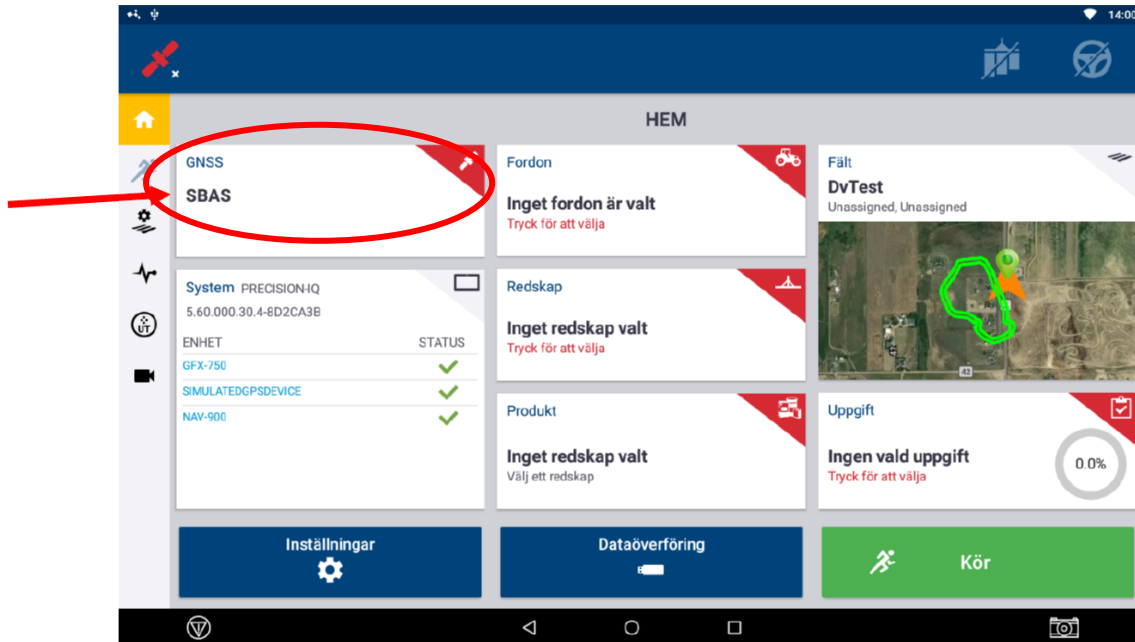 14:00
HEM
GNSS
SBAS
System PRECISION-IQ
5.60.000.30.4-8D2CA3B
ENHET STATUS
GFX-750
SIMULATEDGPSDEVICE
NAV-900
Fordon
Inget fordon är valt
Tryck för att välja
Redskap
Inget redskap valt
Tryck för att välja
Produkt
Inget redskap valt
Välj ett redskap
Fält
DvTest
Unassigned, Unassigned
42
Uppgift
Ingen vald uppgift
Tryck för att välja
0.0%
UT
Inställningar
Dataöverföring
Kör